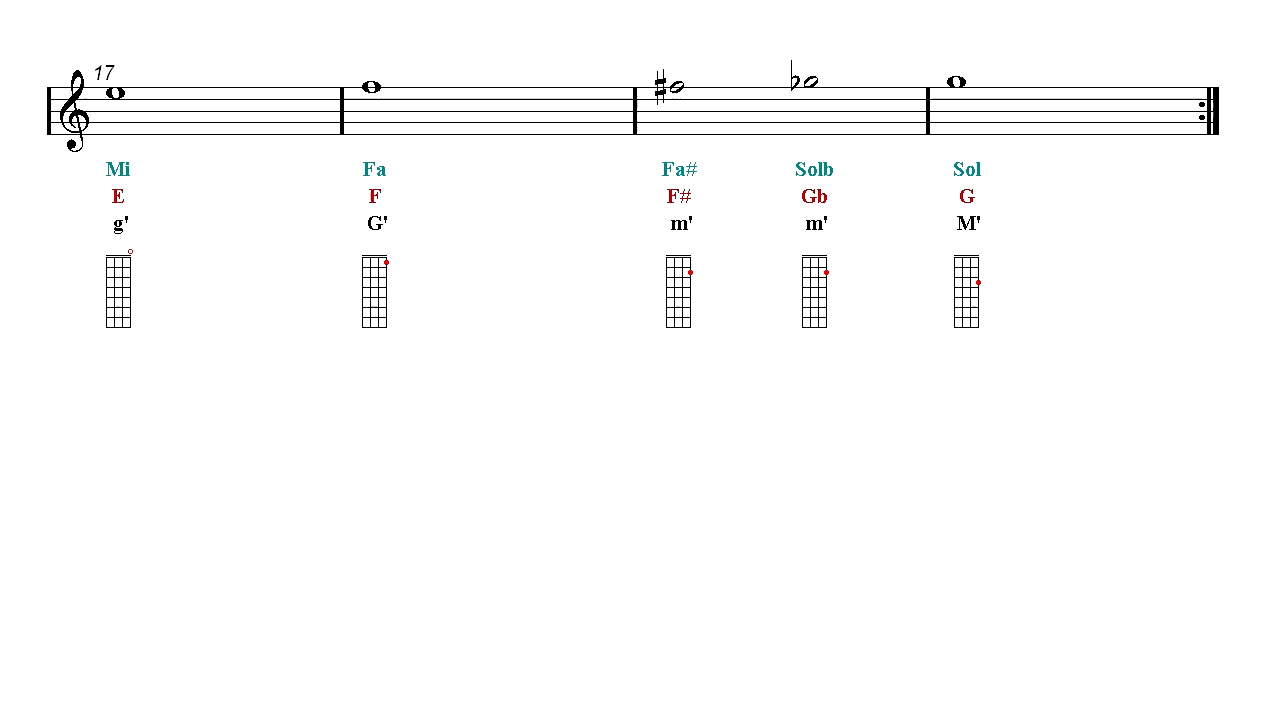 17
Mi Fa Fa# Solb Sol
E F F# Gb G
g' G' m' m' M'